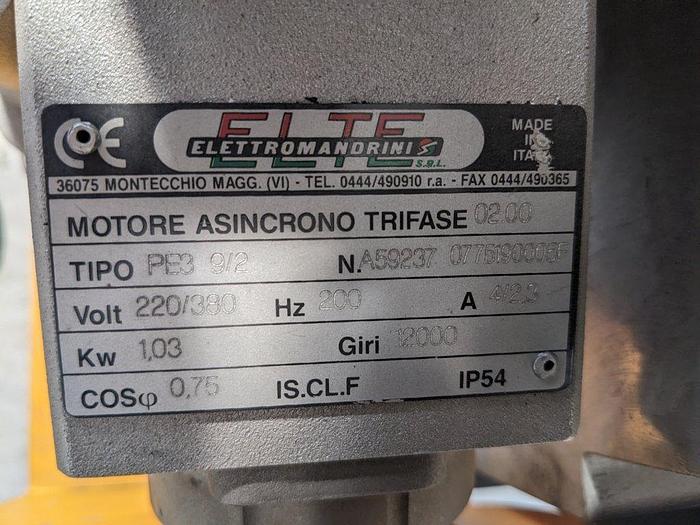 CE ELTE MADE
ELETTROMANDRINI S.R.L. IN
ITALY
36075 MONTECCHIO MAGG. (VI) - TEL. 0444/490910 r.a. - FAX 0444/490365
MOTORE ASINCRONO TRIFASE 02.00
TIPO PE3 9/2 N. A59237
Volt 220/380 Hz 200 A 4/2,3
Kw 1,03 Giri 12000
COSφ 0,75 IS.CL.F IP54